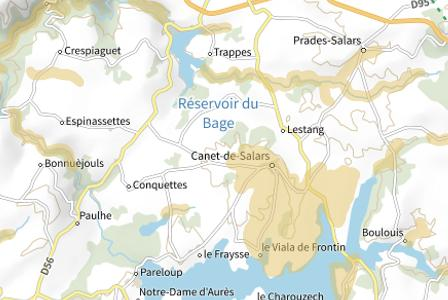 D95
Prades-Salars
Crespiaguet
Trappes
Réservoir du
Bage
Espinassettes
Lestang
Canet-de-Salars
Bonnuèjouls
Conquettes
Paulhe
Boulouis
le Viala de Frontin
le Fraysse
D56
Pareloup
Notre-Dame d'Aurès
le Charouzech